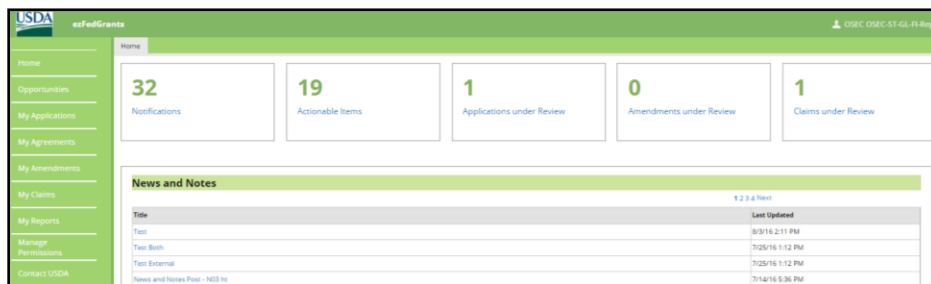 USDA
ezFedGrants
OSEC OSEC-ST-GL-FI-Rep
Home
Home
Opportunities
My Applications
My Agreements
My Amendments
My Claims
My Reports
Manage
Permissions
Contact USDA
32
Notifications
19
Actionable Items
1
Applications under Review
0
Amendments under Review
1
Claims under Review
News and Notes
1 2 3 4 Next
Title Last Updated
Test 8/3/16 2:11 PM
Test Both 7/25/16 1:12 PM
Test External 7/25/16 1:12 PM
News and Notes Post - N03 ht 7/14/16 5:36 PM